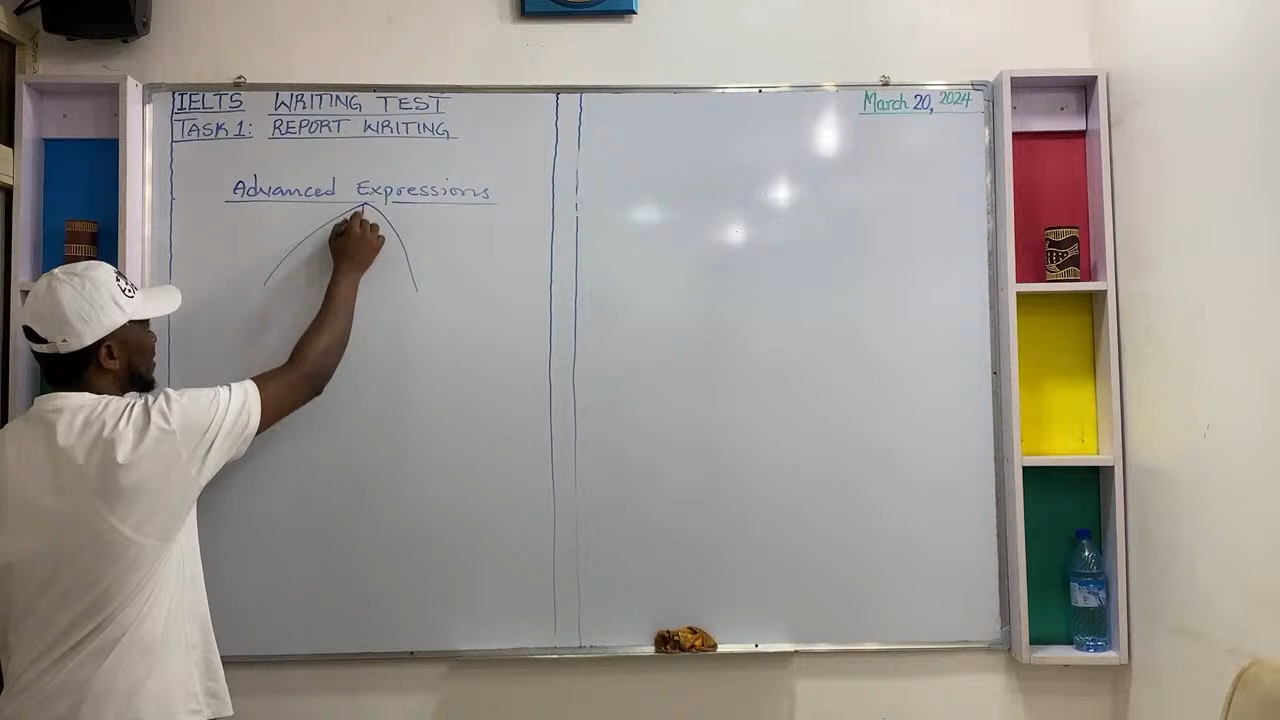 IELTS WRITING TEST
TASK 1: REPORT WRITING
March 20, 2024
Advanced Expressions